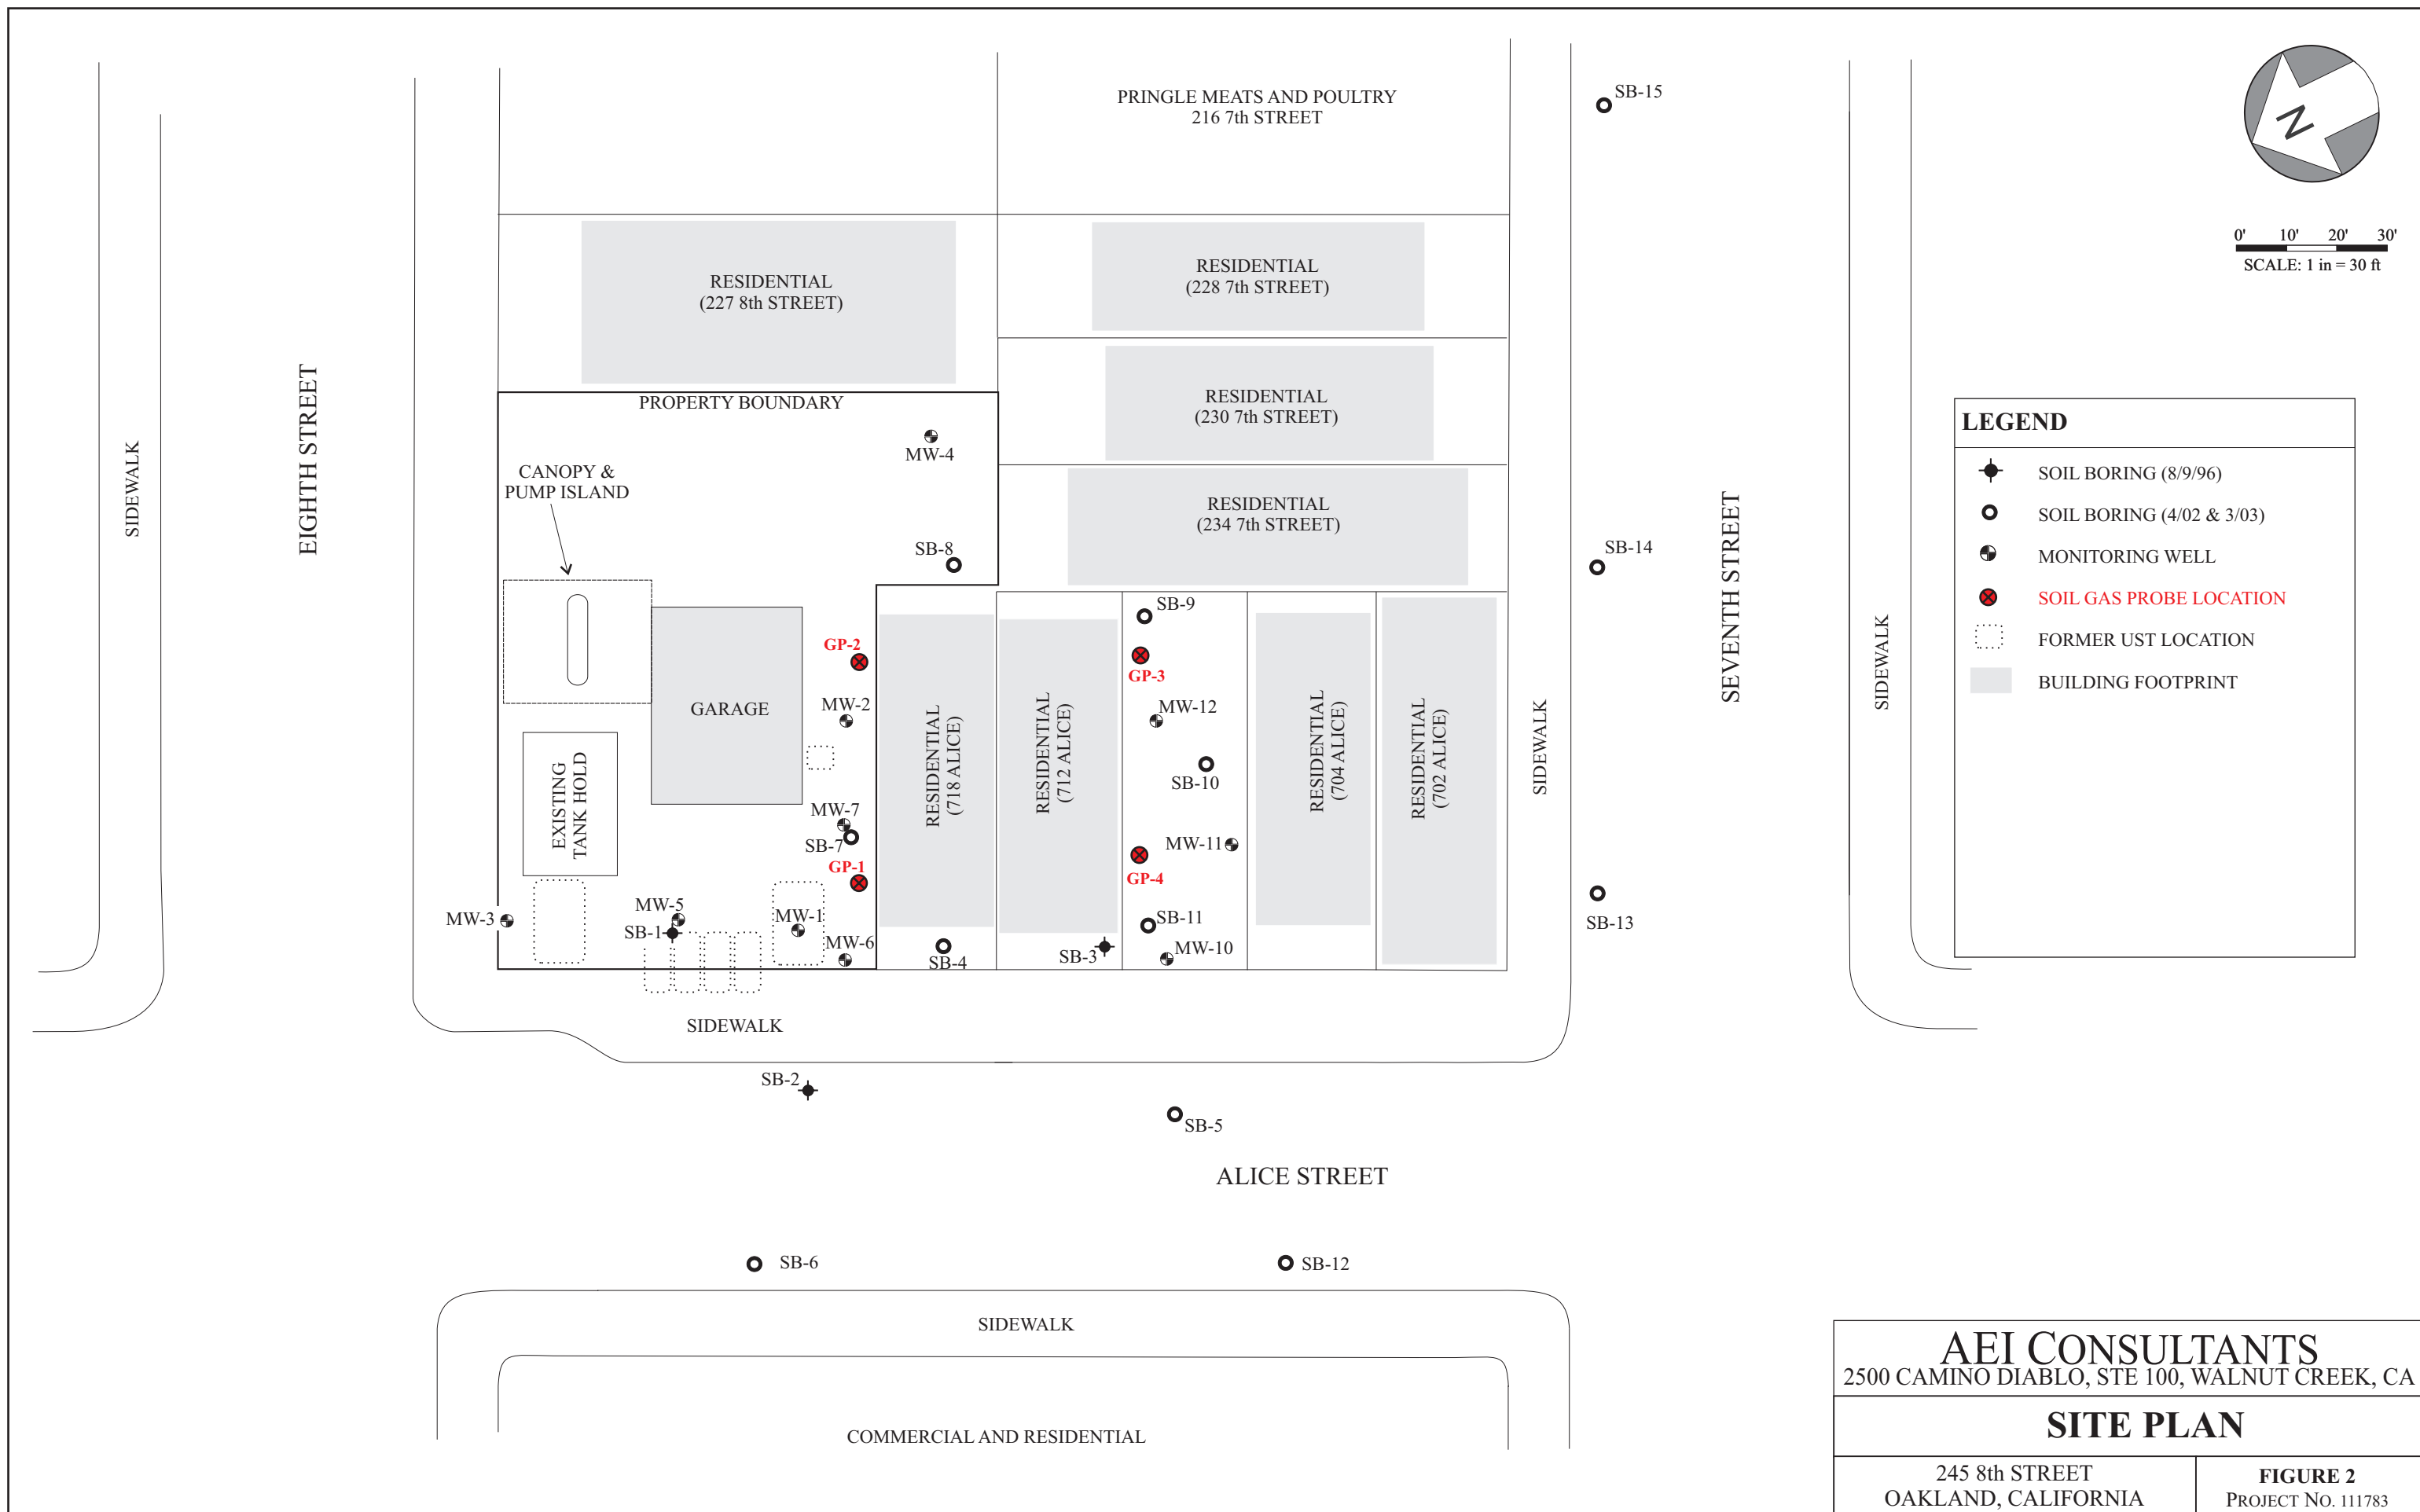 PRINGLE MEATS AND POULTRY
216 7th STREET
SB-15
N
0' 10' 20' 30'
SCALE: 1 in = 30 ft
RESIDENTIAL
(227 8th STREET)
RESIDENTIAL
(228 7th STREET)
RESIDENTIAL
(230 7th STREET)
RESIDENTIAL
(234 7th STREET)
PROPERTY BOUNDARY
MW-4
CANOPY &
PUMP ISLAND
SIDEWALK
EIGHTH STREET
SB-8
SB-14
SB-9
GP-2
GP-3
MW-2
MW-12
GARAGE
SB-10
EXISTING
TANK HOLD
RESIDENTIAL
(718 ALICE)
RESIDENTIAL
(712 ALICE)
RESIDENTIAL
(704 ALICE)
RESIDENTIAL
(702 ALICE)
SIDEWALK
SEVENTH STREET
SIDEWALK
MW-7
SB-7
MW-11
GP-1
GP-4
MW-3
MW-5
SB-1
MW-1
MW-6
SB-4
SB-3
SB-11
MW-10
SB-13
SIDEWALK
SB-2
SB-5
ALICE STREET
SB-6
SB-12
SIDEWALK
COMMERCIAL AND RESIDENTIAL
LEGEND
SOIL BORING (8/9/96)
SOIL BORING (4/02 & 3/03)
MONITORING WELL
SOIL GAS PROBE LOCATION
FORMER UST LOCATION
BUILDING FOOTPRINT
AEI CONSULTANTS
2500 CAMINO DIABLO, STE 100, WALNUT CREEK, CA
SITE PLAN
245 8th STREET
OAKLAND, CALIFORNIA
FIGURE 2
PROJECT NO. 111783